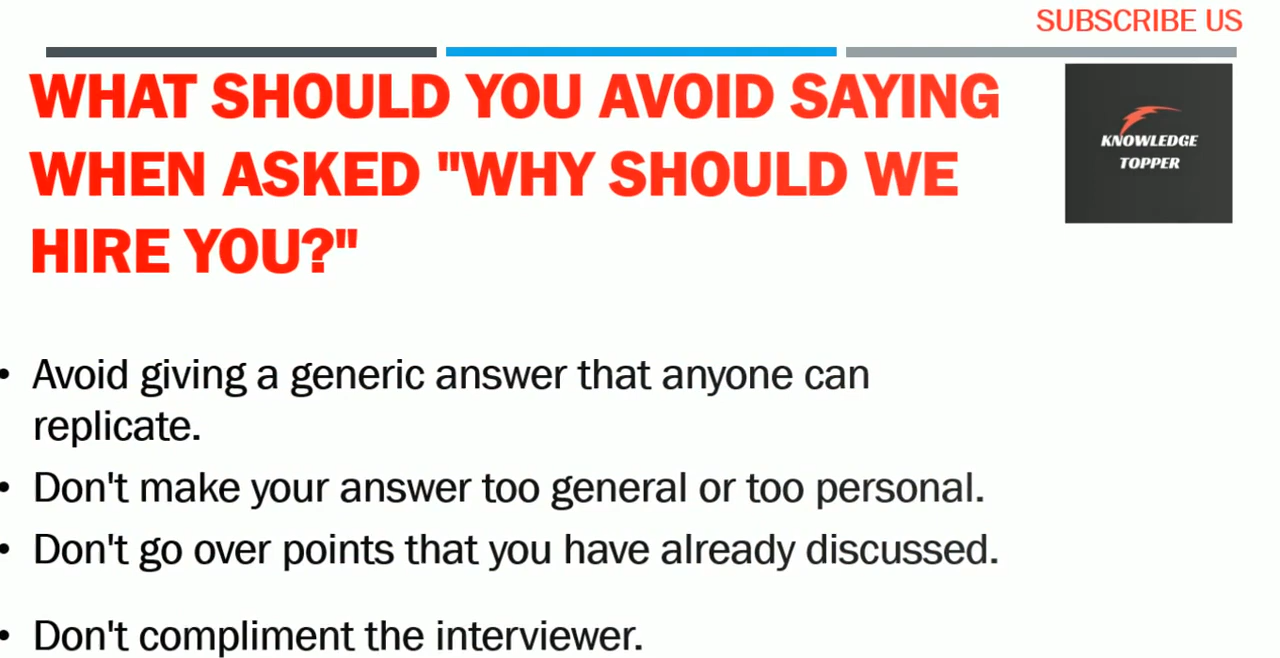 SUBSCRIBE US
WHAT SHOULD YOU AVOID SAYING
WHEN ASKED "WHY SHOULD WE
HIRE YOU?"
KNOWLEDGE
TOPPER
• Avoid giving a generic answer that anyone can
replicate.
• Don't make your answer too general or too personal.
• Don't go over points that you have already discussed.
• Don't compliment the interviewer.